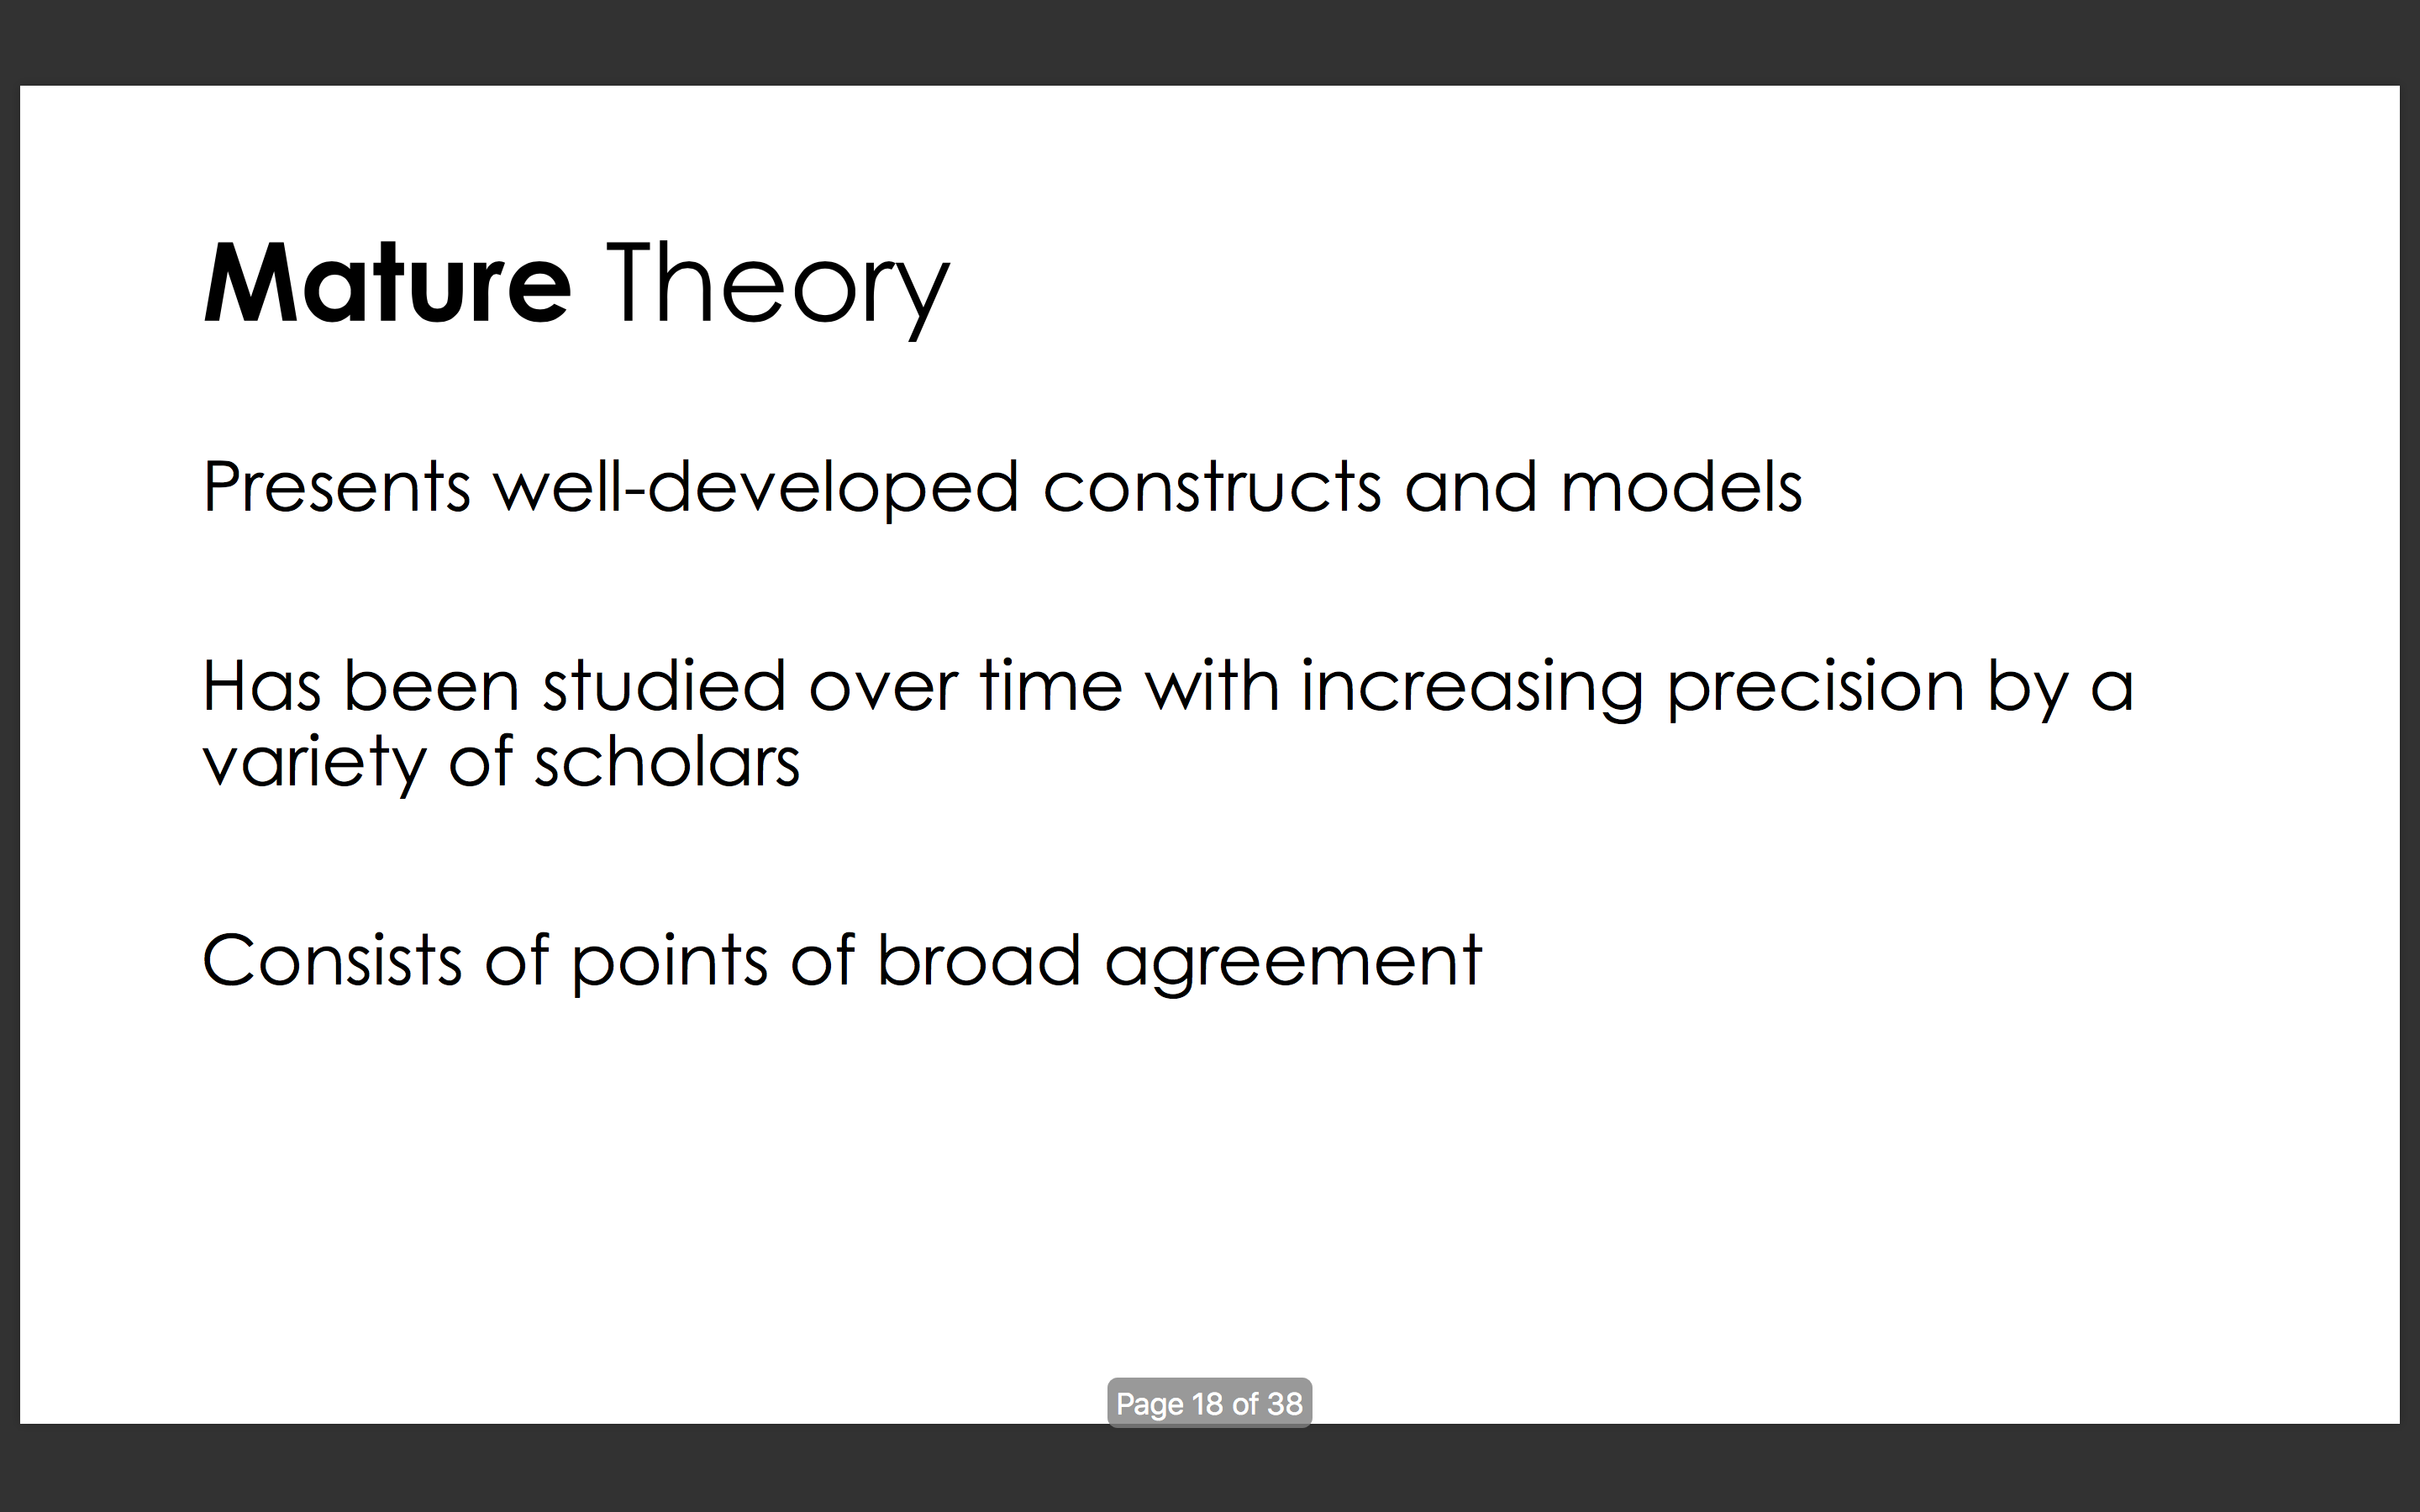 Mature Theory
Presents well-developed constructs and models
Has been studied over time with increasing precision by a
variety of scholars
Consists of points of broad agreement
Page 18 of 38